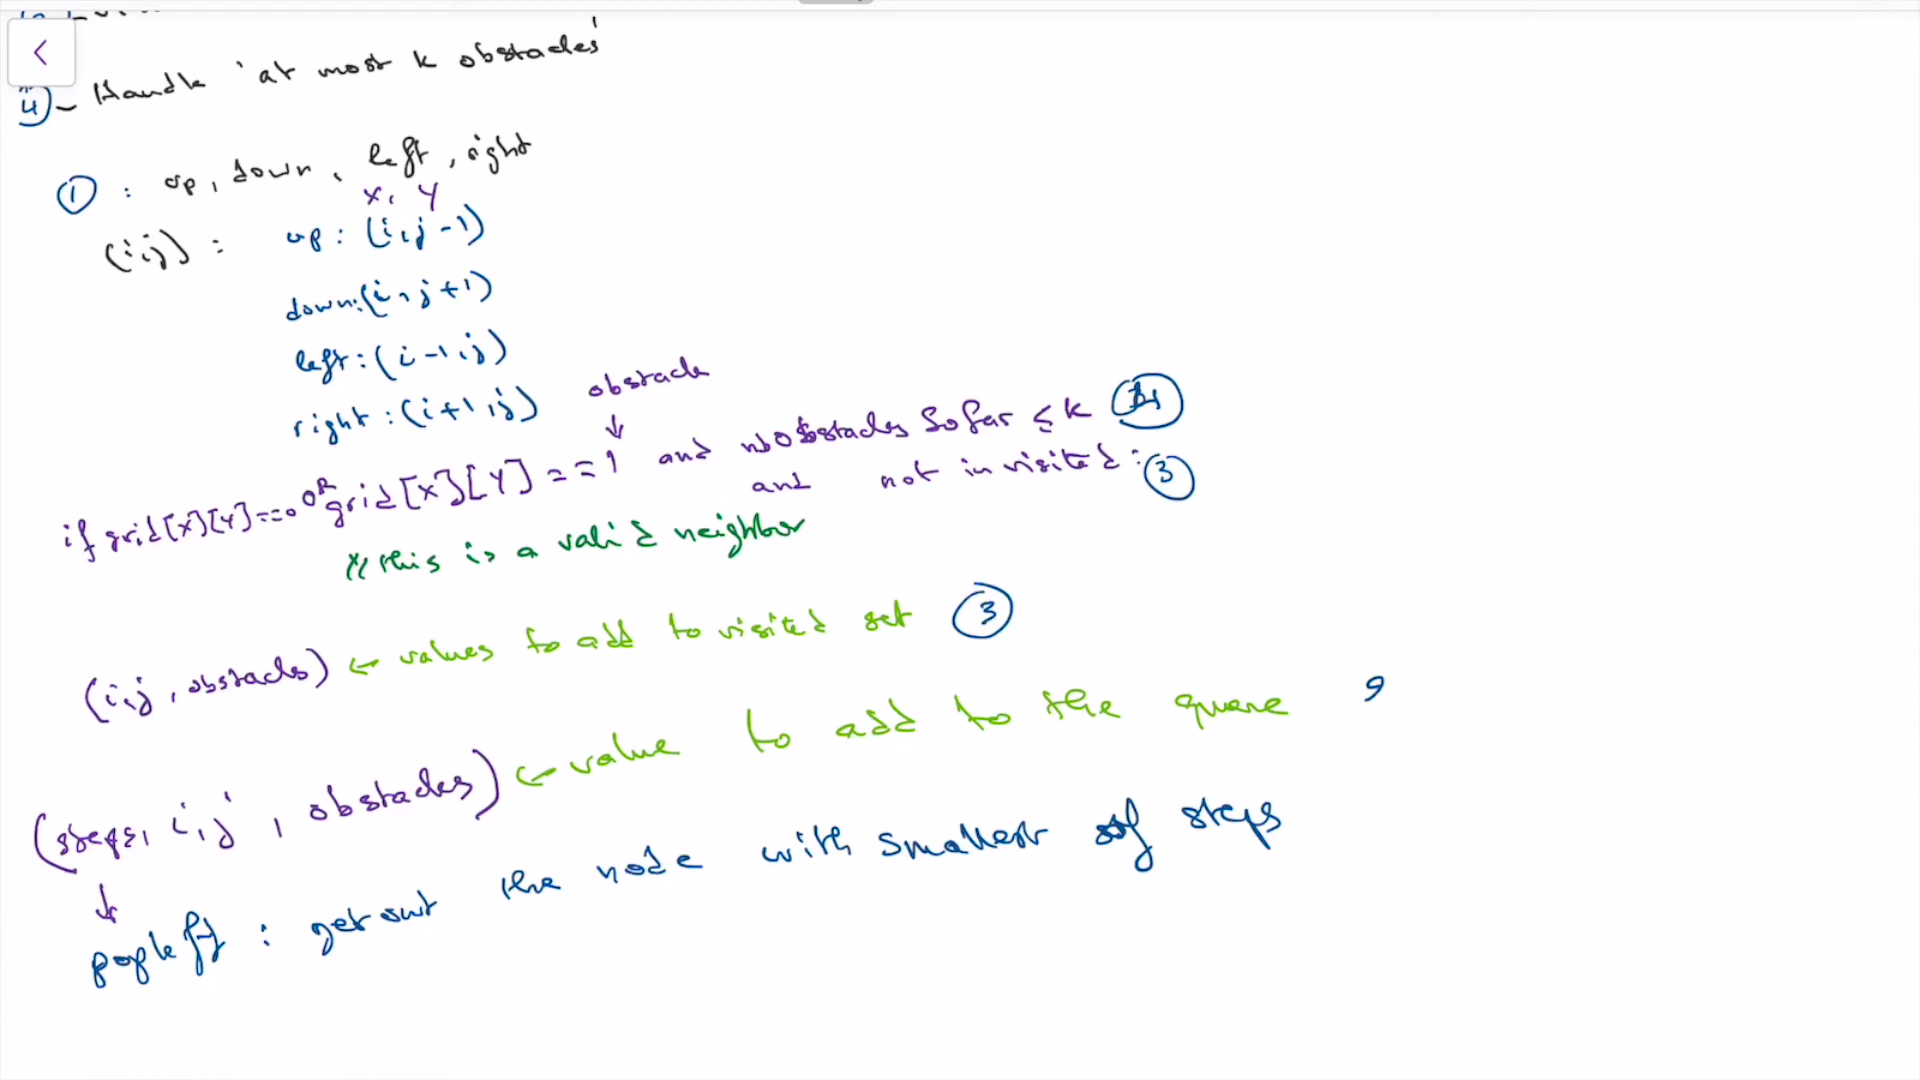 ④- Handle 'at most k obstacles'
① : up, down, left, right
x, y
(i,j) : up : (i,j-1)
down:(i, j+1)
left:(i-1,j)
right:(i+1,j)
obstacle
↓
if grid[x][y]==0 OR grid[x][y]==1 and nb obstacles so far ≤ k ④
and not in visited: ③
// this is a valid neighbor
(i,j, obstacles) ← values to add to visited set ③
(steps, i,j, obstacles) ← value to add to the queue
↓
popleft : get out the node with smallest of steps